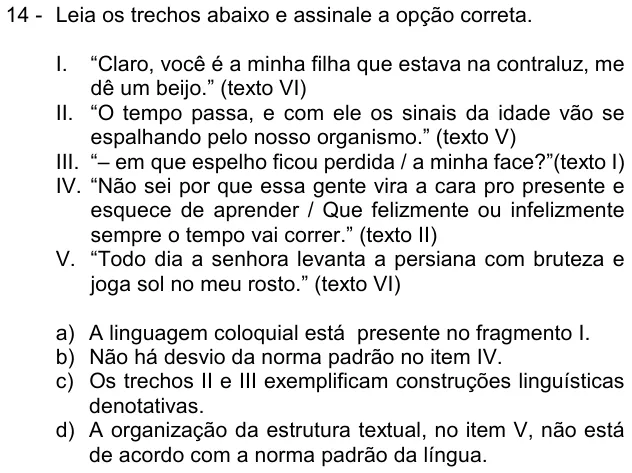 14 - Leia os trechos abaixo e assinale a opção correta.
I. “Claro, você é a minha filha que estava na contraluz, me
dê um beijo.” (texto VI)
II. “O tempo passa, e com ele os sinais da idade vão se
espalhando pelo nosso organismo.” (texto V)
III. “– em que espelho ficou perdida / a minha face?”(texto I)
IV. “Não sei por que essa gente vira a cara pro presente e
esquece de aprender / Que felizmente ou infelizmente
sempre o tempo vai correr.” (texto II)
V. “Todo dia a senhora levanta a persiana com bruteza e
joga sol no meu rosto.” (texto VI)
a) A linguagem coloquial está presente no fragmento I.
b) Não há desvio da norma padrão no item IV.
c) Os trechos II e III exemplificam construções linguísticas
denotativas.
d) A organização da estrutura textual, no item V, não está
de acordo com a norma padrão da língua.